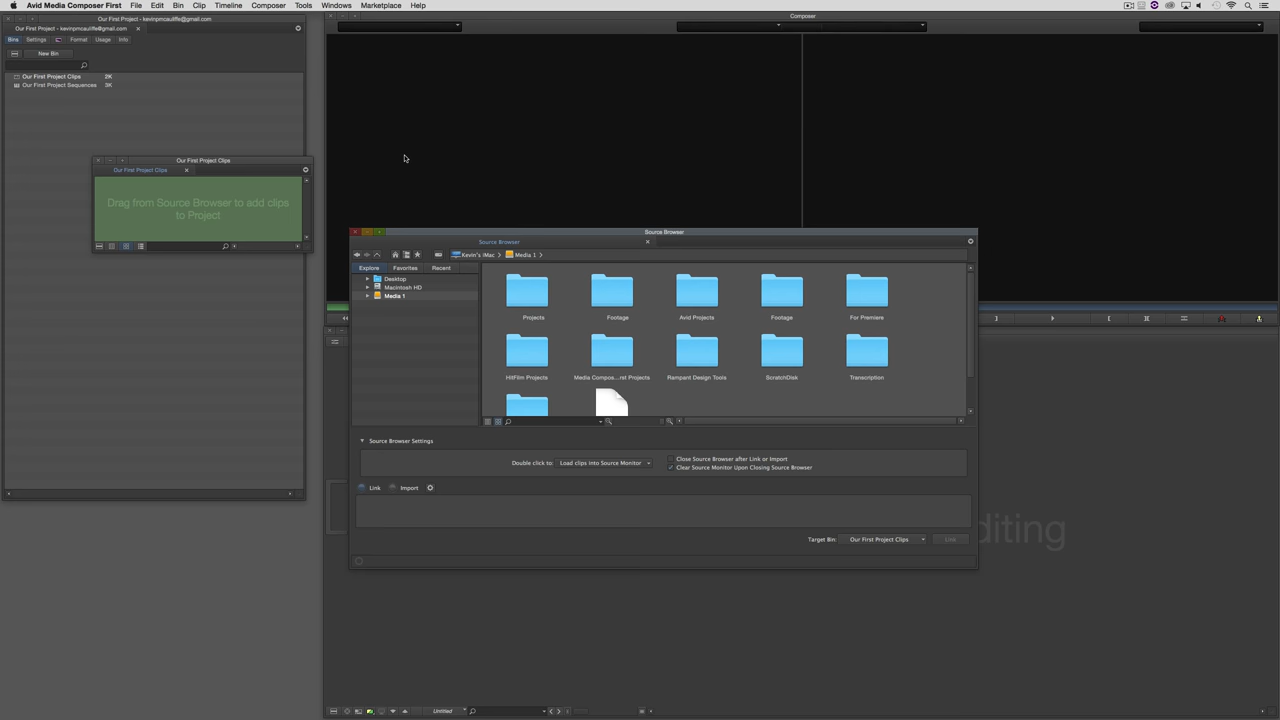 Avid Media Composer First File Edit Bin Clip Timeline Composer Tools Windows Marketplace Help
Our First Project - kevinpmcauliffe@gmail.com
Our First Project - kevinpmcauliffe@gmail.com
Bins Settings Format Usage Info
New Bin
Our First Project Clips 2K
Our First Project Sequences 3K
Composer
Our First Project Clips
Our First Project Clips
Drag from Source Browser to add clips
to Project
Source Browser
Source Browser
Kevin's iMac Media 1
Explore Favorites Recent
Desktop
Macintosh HD
Media 1
Projects Footage Avid Projects Footage For Premiere
HitFilm Projects Media Compos...rst Projects Rampant Design Tools ScratchDisk Transcription
Source Browser Settings
Double click to: Load clips into Source Monitor
Close Source Browser after Link or Import
Clear Source Monitor Upon Closing Source Browser
Link Import
Target Bin: Our First Project Clips Link
diting
Untitled